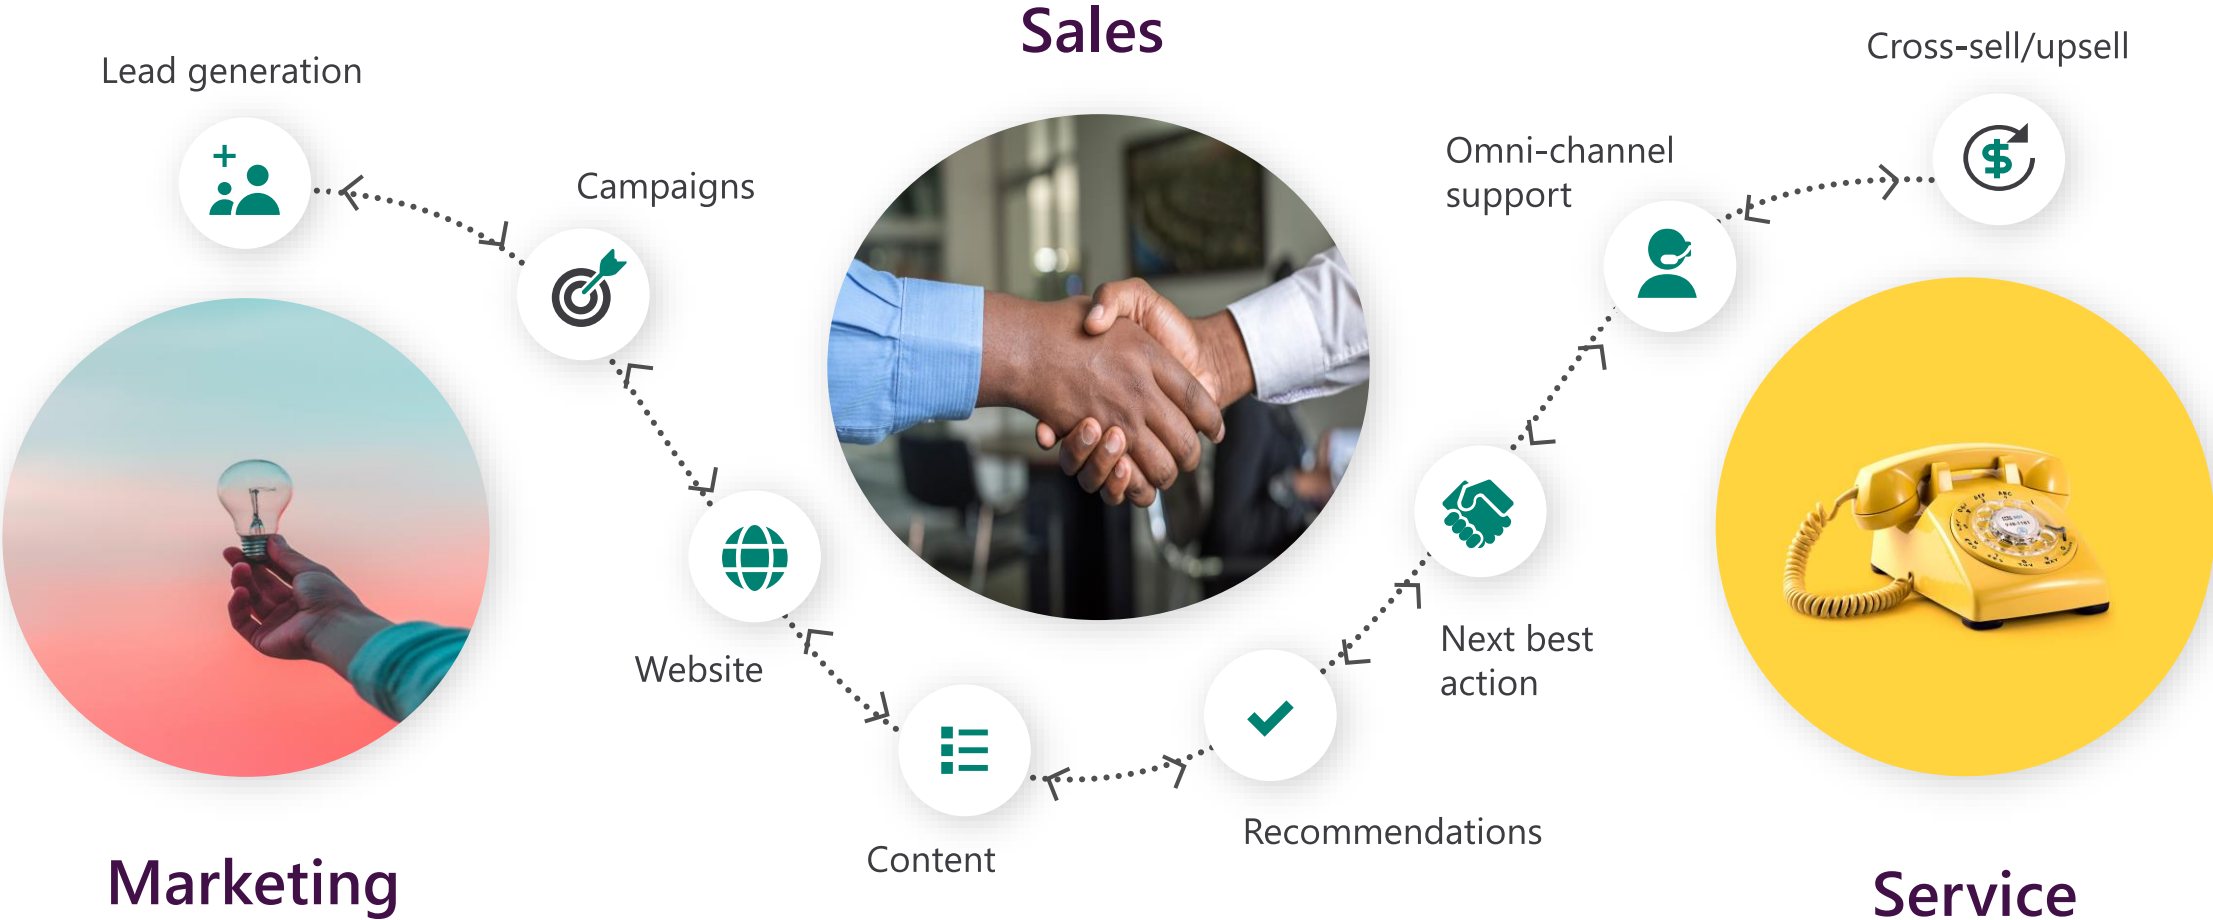 Sales
Lead generation
Cross-sell/upsell
Omni-channel
support
Campaigns
Next best
action
Website
Recommendations
Content
Marketing
Service